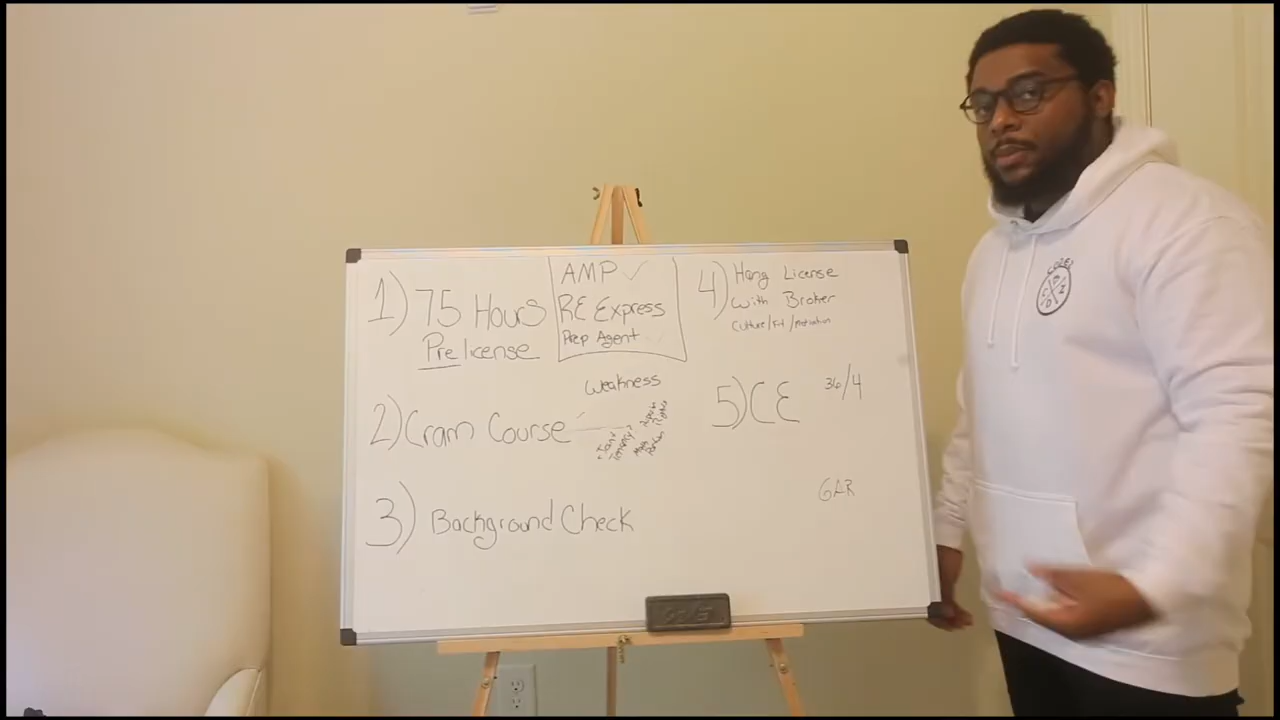 1) 75 Hours
Prelicense
AMP ✓
RE Express
Prep Agent
2) Cram Course
Weakness
3) Background Check
4) Hang License
with Broker
Culture/Fit/Motivation
5) CE 36/4
GAR
CODEZ